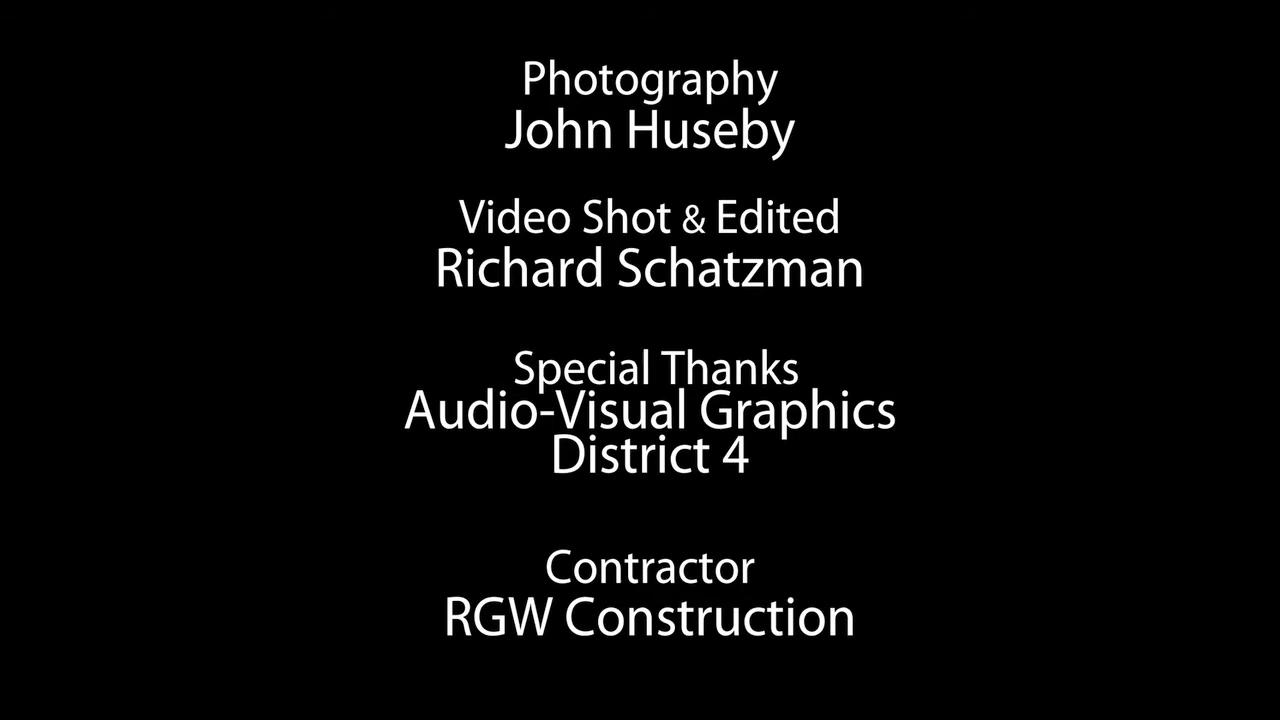 Photography
John Huseby
Video Shot & Edited
Richard Schatzman
Special Thanks
Audio-Visual Graphics
District 4
Contractor
RGW Construction